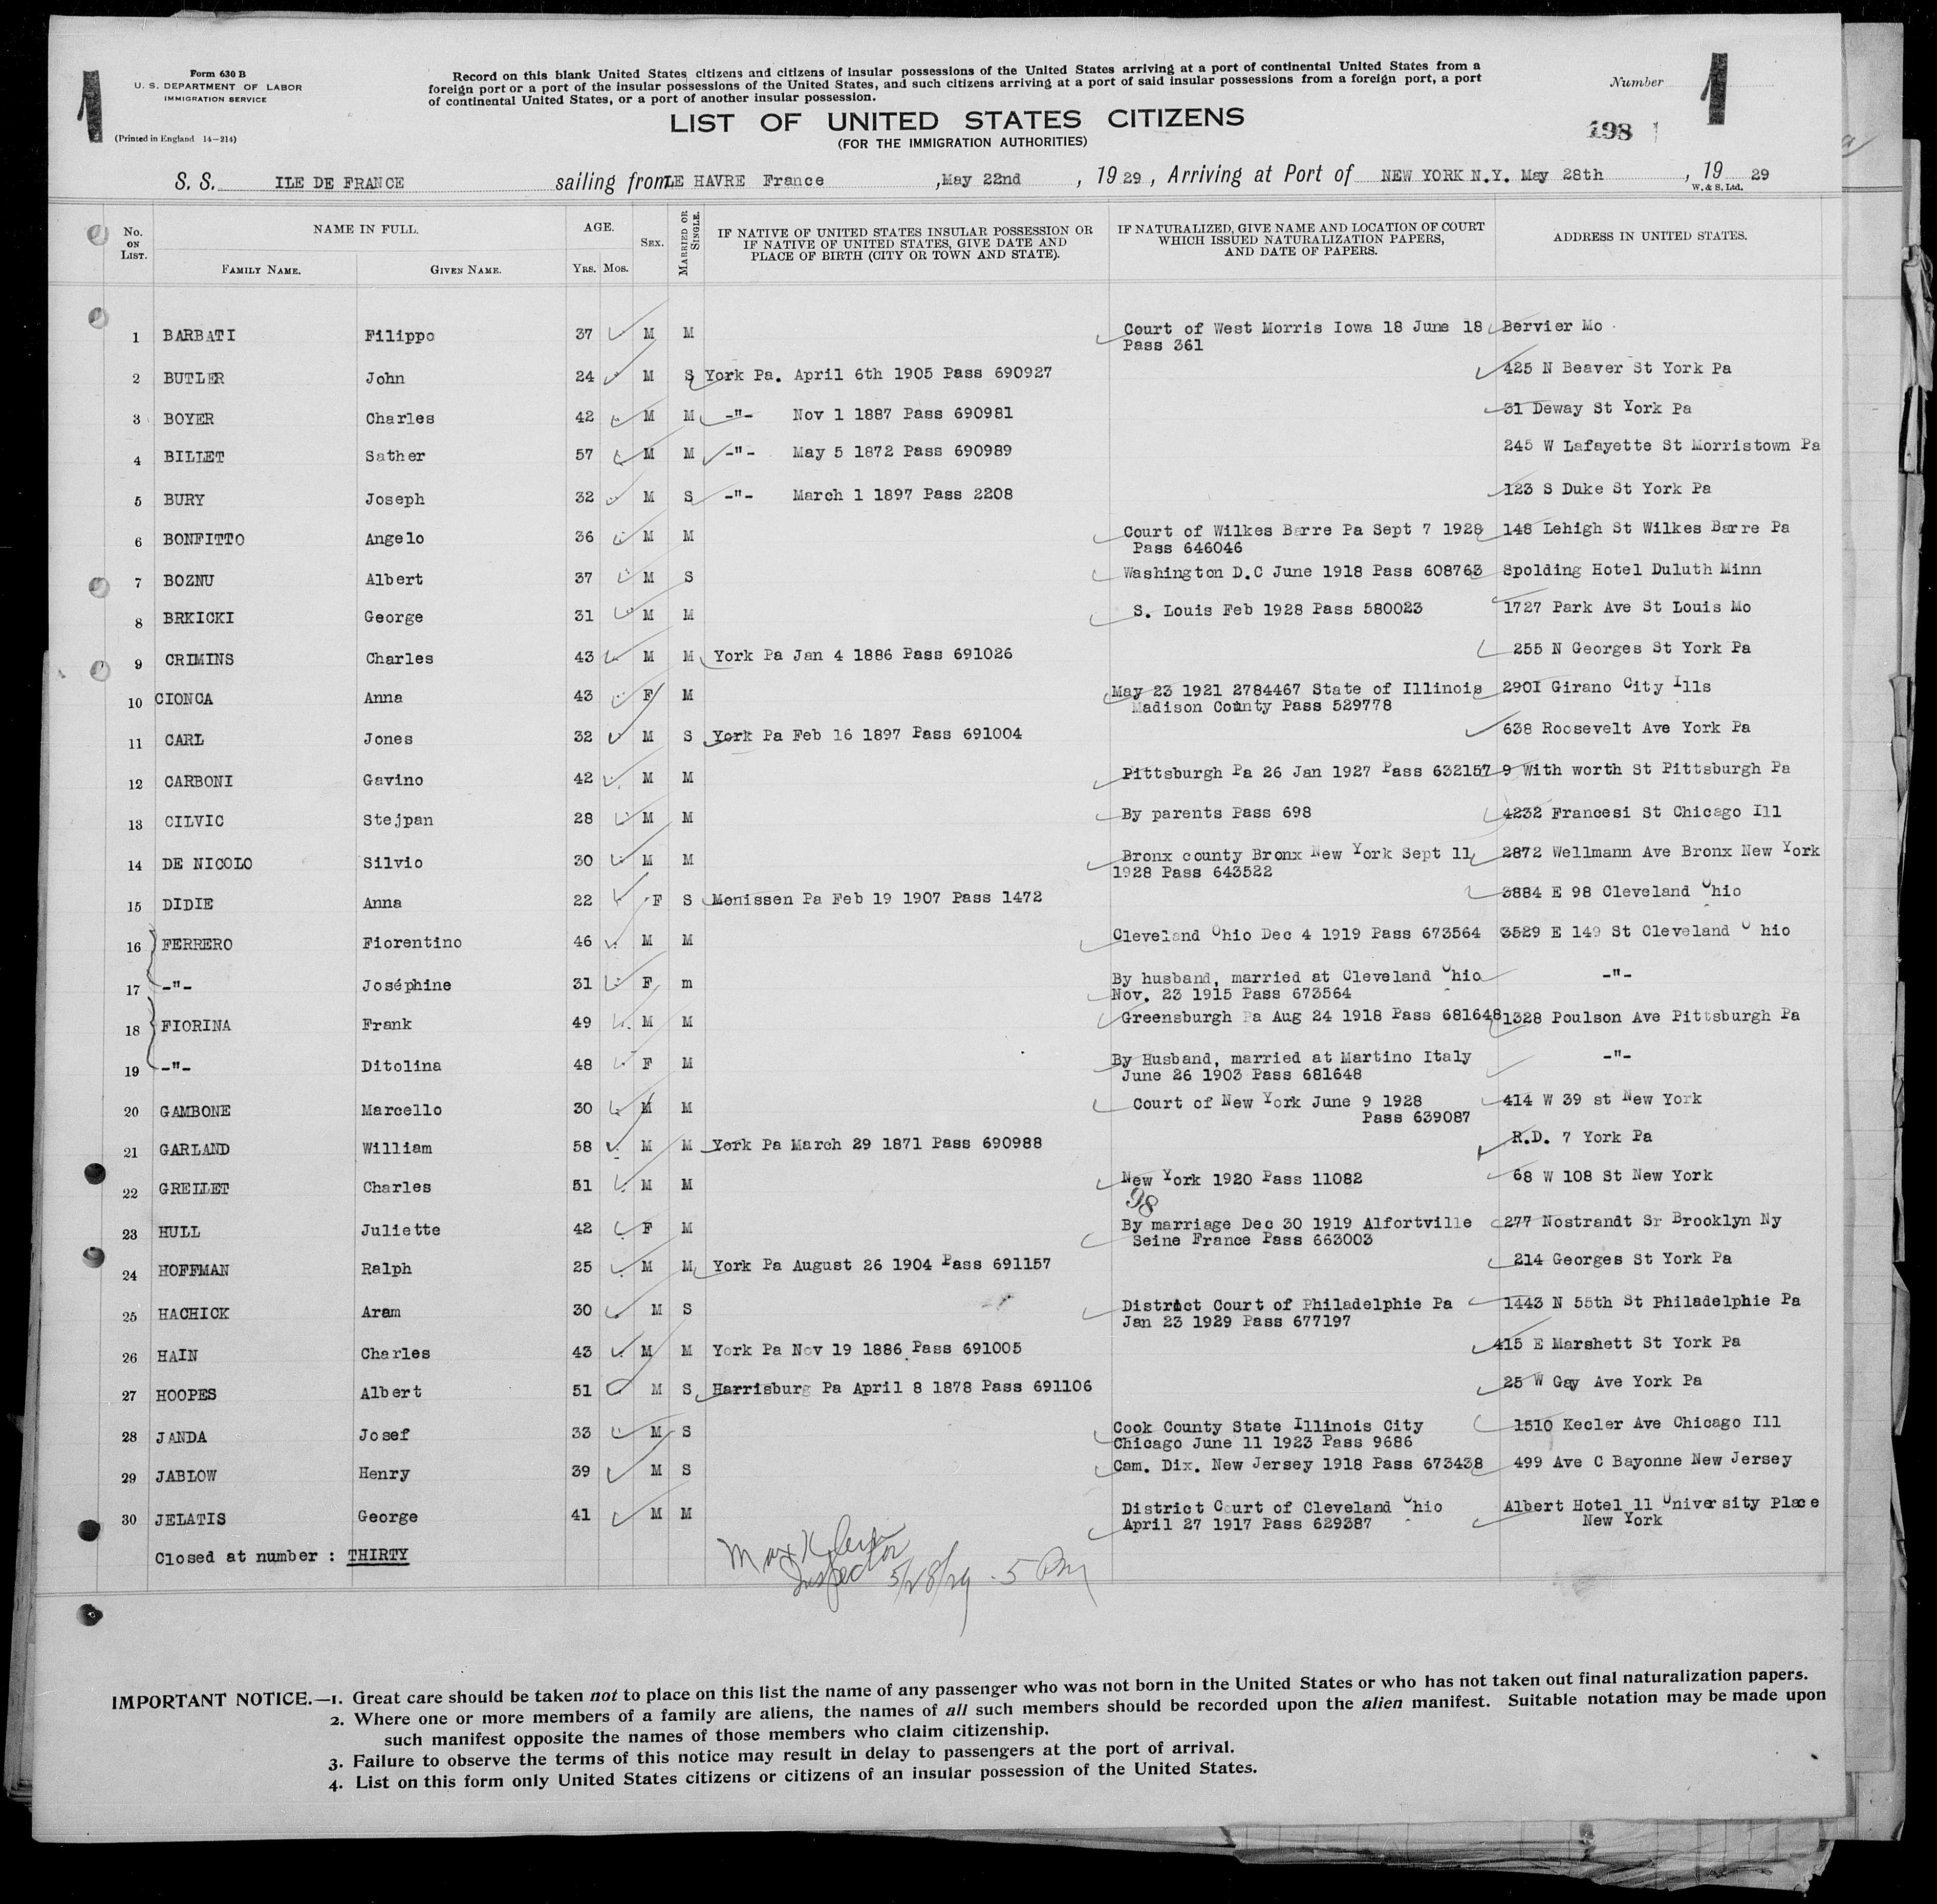 1
Form 630 B
U. S. DEPARTMENT OF LABOR
IMMIGRATION SERVICE
(Printed in England 14—214)
Record on this blank United States citizens and citizens of insular possessions of the United States arriving at a port of continental United States from a
foreign port or a port of the insular possessions of the United States, and such citizens arriving at a port of said insular possessions from a foreign port, a port
of continental United States, or a port of another insular possession.
Number 1
LIST OF UNITED STATES CITIZENS
(FOR THE IMMIGRATION AUTHORITIES)
198
S. S. ILE DE FRANCE sailing from LE HAVRE France , May 22nd , 19 29 , Arriving at Port of NEW YORK N.Y. May 28th , 19 29
W. & S. Ltd.
No. ON LIST. NAME IN FULL. AGE. SEX. MARRIED OR SINGLE. IF NATIVE OF UNITED STATES INSULAR POSSESSION OR IF NATIVE OF UNITED STATES, GIVE DATE AND PLACE OF BIRTH (CITY OR TOWN AND STATE). IF NATURALIZED, GIVE NAME AND LOCATION OF COURT WHICH ISSUED NATURALIZATION PAPERS, AND DATE OF PAPERS. ADDRESS IN UNITED STATES.
FAMILY NAME. GIVEN NAME. YRS. MOS.
1 BARBATI Filippo 37 M M Court of West Morris Iowa 18 June 18 Bervier Mo
Pass 361
2 BUTLER John 24 M S York Pa. April 6th 1905 Pass 690927 425 N Beaver St York Pa
3 BOYER Charles 42 M M -"- Nov 1 1887 Pass 690981 31 Deway St York Pa
4 BILLET Sather 57 M M -"- May 5 1872 Pass 690989 245 W Lafayette St Morristown Pa
5 BURY Joseph 32 M S -"- March 1 1897 Pass 2208 123 S Duke St York Pa
6 BONFITTO Angelo 36 M M Court of Wilkes Barre Pa Sept 7 1928 148 Lehigh St Wilkes Barre Pa
Pass 646046
7 BOZNU Albert 37 M S Washington D.C June 1918 Pass 608763 Spolding Hotel Duluth Minn
8 BRKICKI George 31 M M S. Louis Feb 1928 Pass 580023 1727 Park Ave St Louis Mo
9 CRIMINS Charles 43 M M York Pa Jan 4 1886 Pass 691026 255 N Georges St York Pa
10 CIONCA Anna 43 F M May 23 1921 2784467 State of Illinois 290I Girano City Ills
Madison County Pass 529778
11 CARL Jones 32 M S York Pa Feb 16 1897 Pass 691004 638 Roosevelt Ave York Pa
12 CARBONI Gavino 42 M M Pittsburgh Pa 26 Jan 1927 Pass 632157 9 With worth St Pittsburgh Pa
13 CILVIC Stejpan 28 M M By parents Pass 698 4232 Francesi St Chicago Ill
14 DE NICOLO Silvio 30 M M Bronx county Bronx New York Sept 11 2872 Wellmann Ave Bronx New York
1928 Pass 643522
15 DIDIE Anna 22 F S Monissen Pa Feb 19 1907 Pass 1472 3884 E 98 Cleveland Ohio
16 FERRERO Fiorentino 46 M M Cleveland Ohio Dec 4 1919 Pass 673564 3529 E 149 St Cleveland O hio
17 -"- Joséphine 31 F m By husband, married at Cleveland Ohio -"-
Nov. 23 1915 Pass 673564
18 FIORINA Frank 49 M M Greensburgh Pa Aug 24 1918 Pass 681648 1328 Poulson Ave Pittsburgh Pa
19 -"- Ditolina 48 F M By Husband, married at Martino Italy -"-
June 26 1903 Pass 681648
20 GAMBONE Marcello 30 M M Court of New York June 9 1928 414 W 39 st New York
Pass 639087
21 GARLAND William 58 M M York Pa March 29 1871 Pass 690988 R.D. 7 York Pa
22 GRELLET Charles 51 M M New York 1920 Pass 11082 68 W 108 St New York
98
23 HULL Juliette 42 F M By marriage Dec 30 1919 Alfortville 277 Nostrandt Sr Brooklyn Ny
Seine France Pass 663003
24 HOFFMAN Ralph 25 M M York Pa August 26 1904 Pass 691157 214 Georges St York Pa
25 HACHICK Aram 30 M S District Court of Philadelphie Pa 1443 N 55th St Philadelphie Pa
Jan 23 1929 Pass 677197
26 HAIN Charles 43 M M York Pa Nov 19 1886 Pass 691005 415 E Marshett St York Pa
27 HOOPES Albert 51 M S Harrisburg Pa April 8 1878 Pass 691106 25 W Gay Ave York Pa
28 JANDA Josef 33 M S Cook County State Illinois City 1510 Kecler Ave Chicago Ill
Chicago June 11 1923 Pass 9686
29 JABLOW Henry 39 M S Cam. Dix. New Jersey 1918 Pass 673438 499 Ave C Bayonne New Jersey
30 JELATIS George 41 M M District Court of Cleveland Ohio Albert Hotel 11 University Place
April 27 1917 Pass 629387 New York
Closed at number : THIRTY
Max
Inspector 5/28/29 . 5 PM
IMPORTANT NOTICE.—1. Great care should be taken not to place on this list the name of any passenger who was not born in the United States or who has not taken out final naturalization papers.
2. Where one or more members of a family are aliens, the names of all such members should be recorded upon the alien manifest. Suitable notation may be made upon
such manifest opposite the names of those members who claim citizenship.
3. Failure to observe the terms of this notice may result in delay to passengers at the port of arrival.
4. List on this form only United States citizens or citizens of an insular possession of the United States.